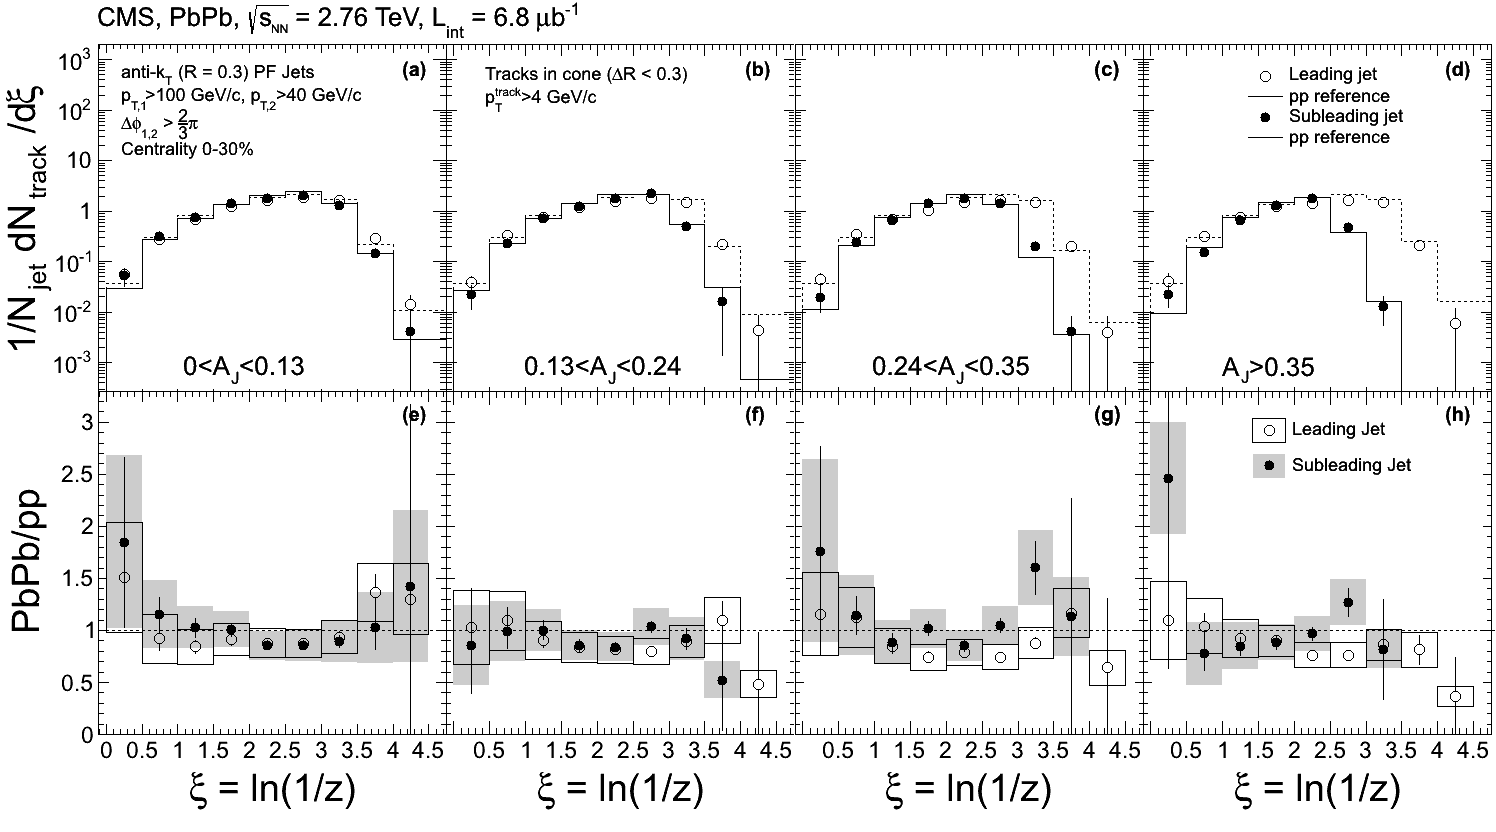 CMS, PbPb, √s_NN = 2.76 TeV, L_int = 6.8 μb⁻¹
1/N_jet dN_track /dξ
10³
10²
10
1
10⁻¹
10⁻²
10⁻³
(a)
anti-k_T (R = 0.3) PF Jets
p_T,1>100 GeV/c, p_T,2>40 GeV/c
Δϕ_1,2 > 2/3 π
Centrality 0-30%
0<A_J<0.13
(b)
Tracks in cone (ΔR < 0.3)
p_T^track>4 GeV/c
0.13<A_J<0.24
(c)
0.24<A_J<0.35
(d)
Leading jet
pp reference
Subleading jet
pp reference
A_J>0.35
PbPb/pp
3
2.5
2
1.5
1
0.5
0
(e)
(f)
(g)
(h)
Leading Jet
Subleading Jet
0 0.5 1 1.5 2 2.5 3 3.5 4 4.5
0.5 1 1.5 2 2.5 3 3.5 4 4.5
0.5 1 1.5 2 2.5 3 3.5 4 4.5
0.5 1 1.5 2 2.5 3 3.5 4 4.5
ξ = ln(1/z)
ξ = ln(1/z)
ξ = ln(1/z)
ξ = ln(1/z)